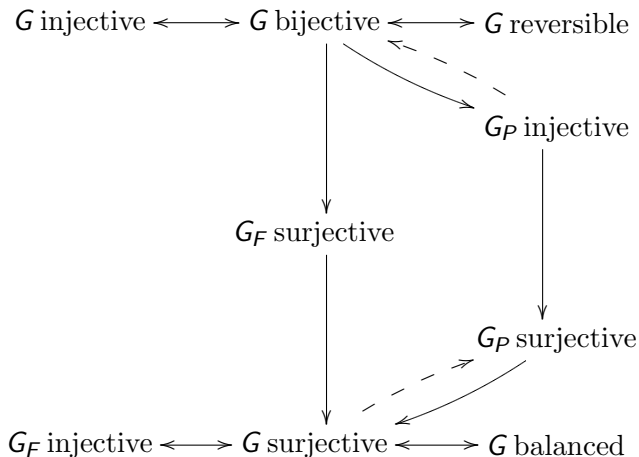 G injective G bijective G reversible
G_P injective
G_F surjective
G_P surjective
G_F injective G surjective G balanced